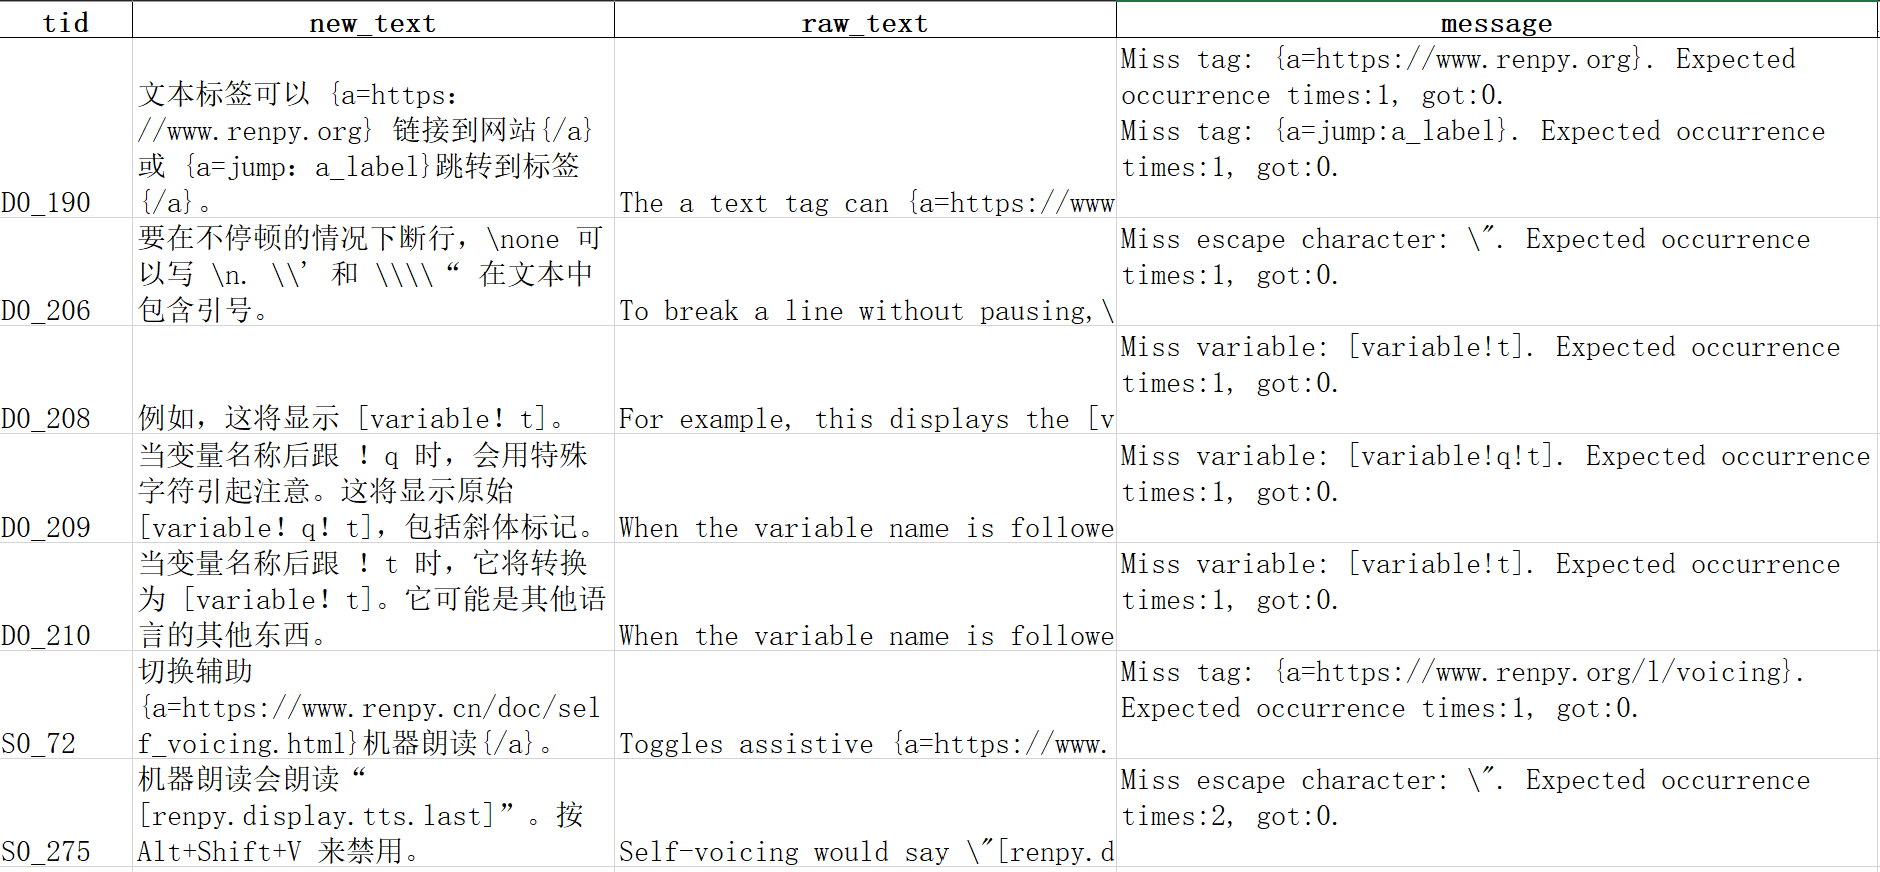 tid new_text raw_text message
文本标签可以 {a=https：
//www.renpy.org} 链接到网站{/a}
或 {a=jump：a_label}跳转到标签
{/a}。
D0_190
The a text tag can {a=https://www
Miss tag: {a=https://www.renpy.org}. Expected
occurrence times:1, got:0.
Miss tag: {a=jump:a_label}. Expected occurrence
times:1, got:0.
要在不停顿的情况下断行，\none 可
以写 \n. \\' 和 \\\\“ 在文本中
包含引号。
D0_206
To break a line without pausing,\
Miss escape character: \". Expected occurrence
times:1, got:0.
D0_208
例如，这将显示 [variable！t]。
For example, this displays the [v
Miss variable: [variable!t]. Expected occurrence
times:1, got:0.
当变量名称后跟 ！q 时，会用特殊
字符引起注意。这将显示原始
[variable！q！t]，包括斜体标记。
D0_209
When the variable name is followe
Miss variable: [variable!q!t]. Expected occurrence
times:1, got:0.
当变量名称后跟 ！t 时，它将转换
为 [variable！t]。它可能是其他语
言的其他东西。
D0_210
When the variable name is followe
Miss variable: [variable!t]. Expected occurrence
times:1, got:0.
切换辅助
{a=https://www.renpy.cn/doc/sel
f_voicing.html}机器朗读{/a}。
S0_72
Toggles assistive {a=https://www.
Miss tag: {a=https://www.renpy.org/l/voicing}.
Expected occurrence times:1, got:0.
机器朗读会朗读“
[renpy.display.tts.last]”。按
Alt+Shift+V 来禁用。
S0_275
Self-voicing would say \"[renpy.d
Miss escape character: \". Expected occurrence
times:2, got:0.